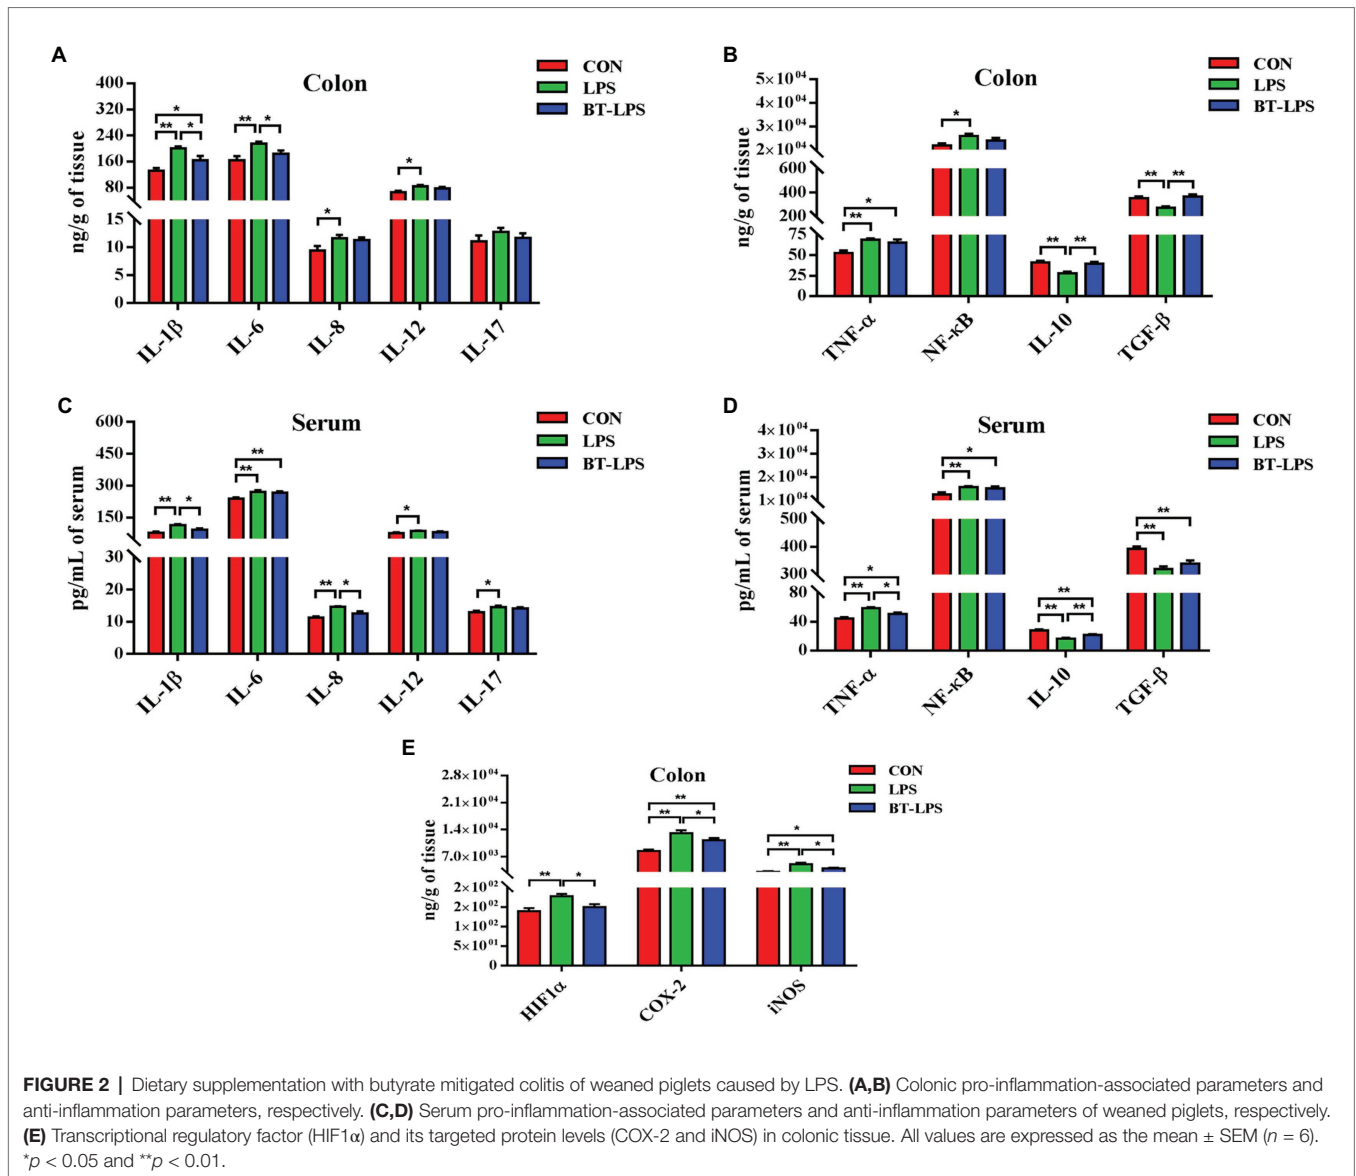 A
Colon
CON
LPS
BT-LPS
ng/g of tissue
400
320
240
160
80
15
10
5
0
* ** * ** * * *
IL-1β IL-6 IL-8 IL-12 IL-17
B
Colon
CON
LPS
BT-LPS
ng/g of tissue
5×10⁰⁴
4×10⁰⁴
3×10⁰⁴
2×10⁰⁴
600
400
200
75
50
25
0
* ** * ** ** ** **
TNF-α NF-κB IL-10 TGF-β
C
Serum
CON
LPS
BT-LPS
pg/mL of serum
600
450
300
150
30
20
10
0
** * ** ** ** * * *
IL-1β IL-6 IL-8 IL-12 IL-17
D
Serum
CON
LPS
BT-LPS
pg/mL of serum
4×10⁰⁴
3×10⁰⁴
2×10⁰⁴
1×10⁰⁴
500
400
300
80
40
0
* ** * * ** ** ** ** ** **
TNF-α NF-κB IL-10 TGF-β
E
Colon
CON
LPS
BT-LPS
ng/g of tissue
2.8×10⁰⁴
2.1×10⁰⁴
1.4×10⁰⁴
7.0×10⁰³
2×10⁰²
2×10⁰²
1×10⁰²
5×10⁰¹
0
** * ** ** * * ** *
HIF1α COX-2 iNOS
FIGURE 2 | Dietary supplementation with butyrate mitigated colitis of weaned piglets caused by LPS. (A,B) Colonic pro-inflammation-associated parameters and
anti-inflammation parameters, respectively. (C,D) Serum pro-inflammation-associated parameters and anti-inflammation parameters of weaned piglets, respectively.
(E) Transcriptional regulatory factor (HIF1α) and its targeted protein levels (COX-2 and iNOS) in colonic tissue. All values are expressed as the mean ± SEM (n = 6).
*p < 0.05 and **p < 0.01.